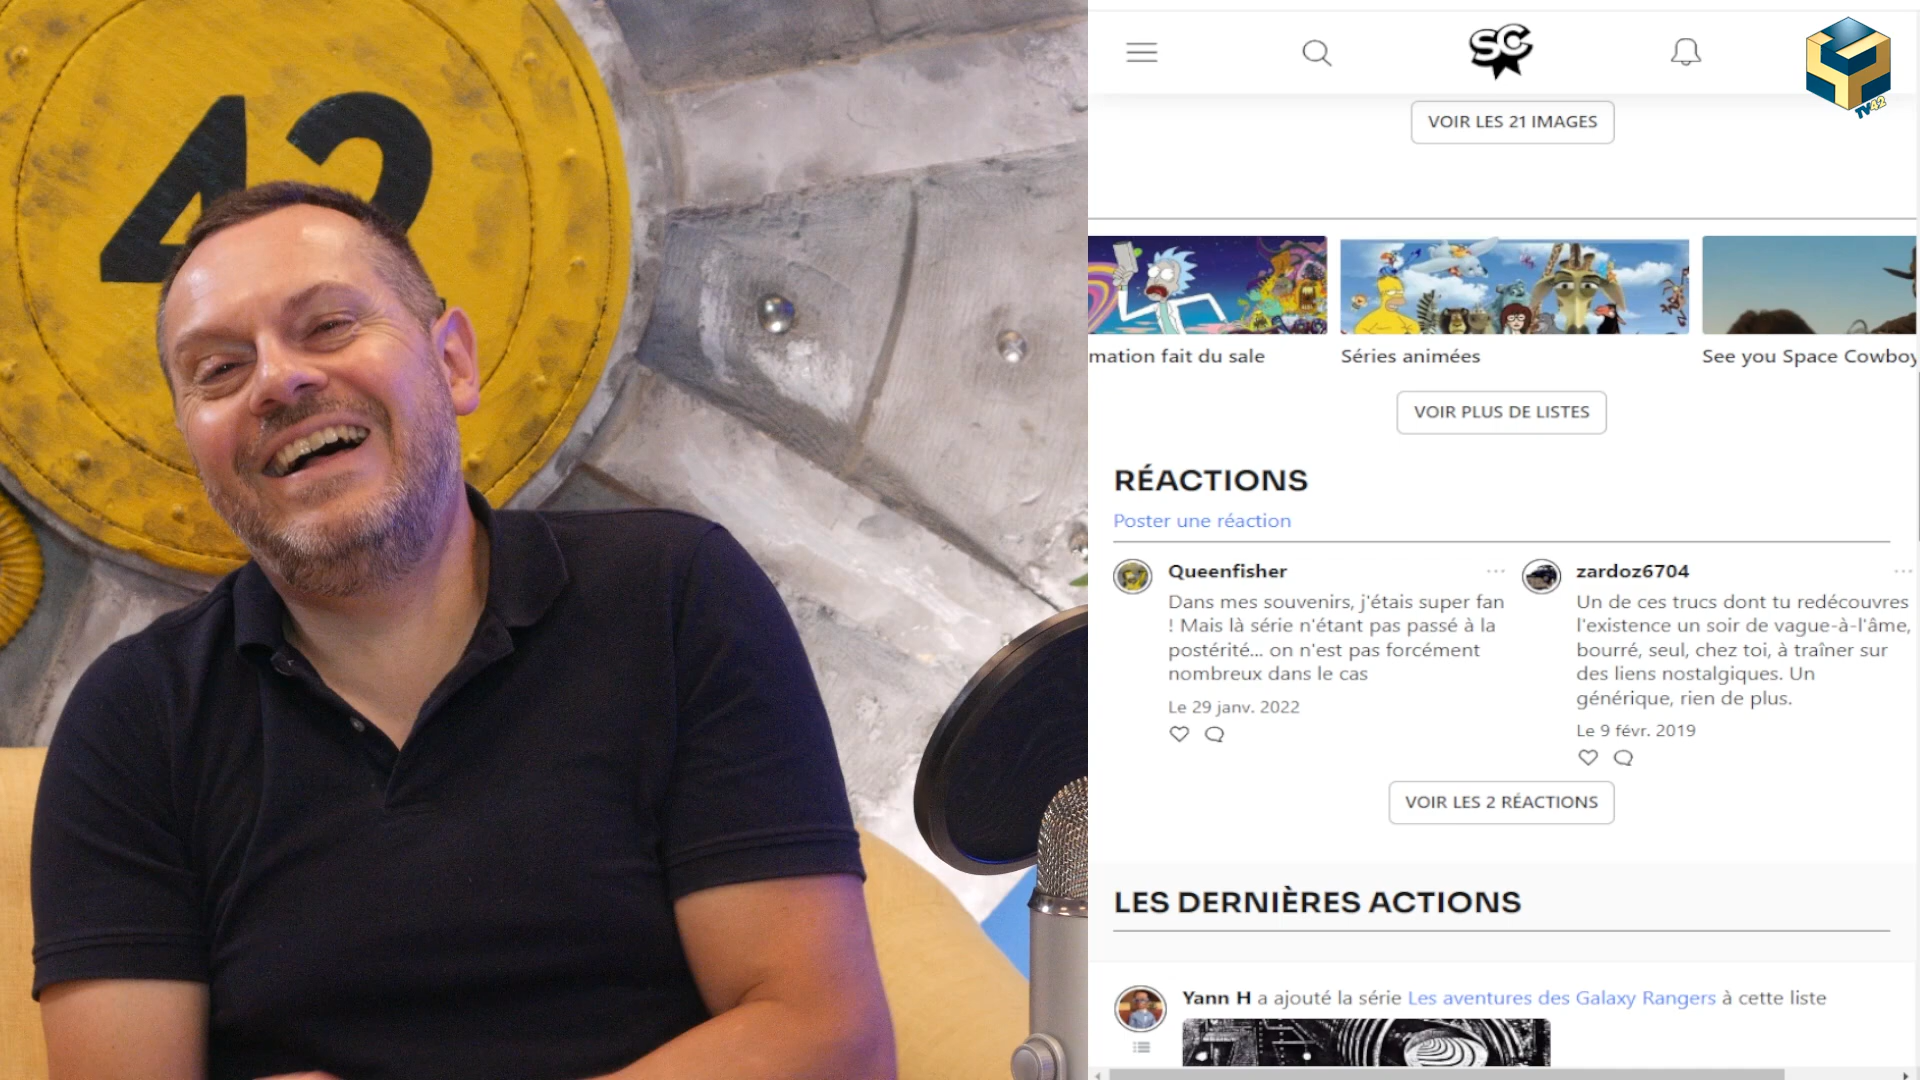 42
SC
TV42
VOIR LES 21 IMAGES
mation fait du sale
Séries animées
See you Space Cowboy
VOIR PLUS DE LISTES
RÉACTIONS
Poster une réaction
Queenfisher
Dans mes souvenirs, j'étais super fan
! Mais là série n'étant pas passé à la
postérité... on n'est pas forcément
nombreux dans le cas
Le 29 janv. 2022
zardoz6704
Un de ces trucs dont tu redécouvres
l'existence un soir de vague-à-l'âme,
bourré, seul, chez toi, à traîner sur
des liens nostalgiques. Un
générique, rien de plus.
Le 9 févr. 2019
VOIR LES 2 RÉACTIONS
LES DERNIÈRES ACTIONS
Yann H a ajouté la série Les aventures des Galaxy Rangers à cette liste